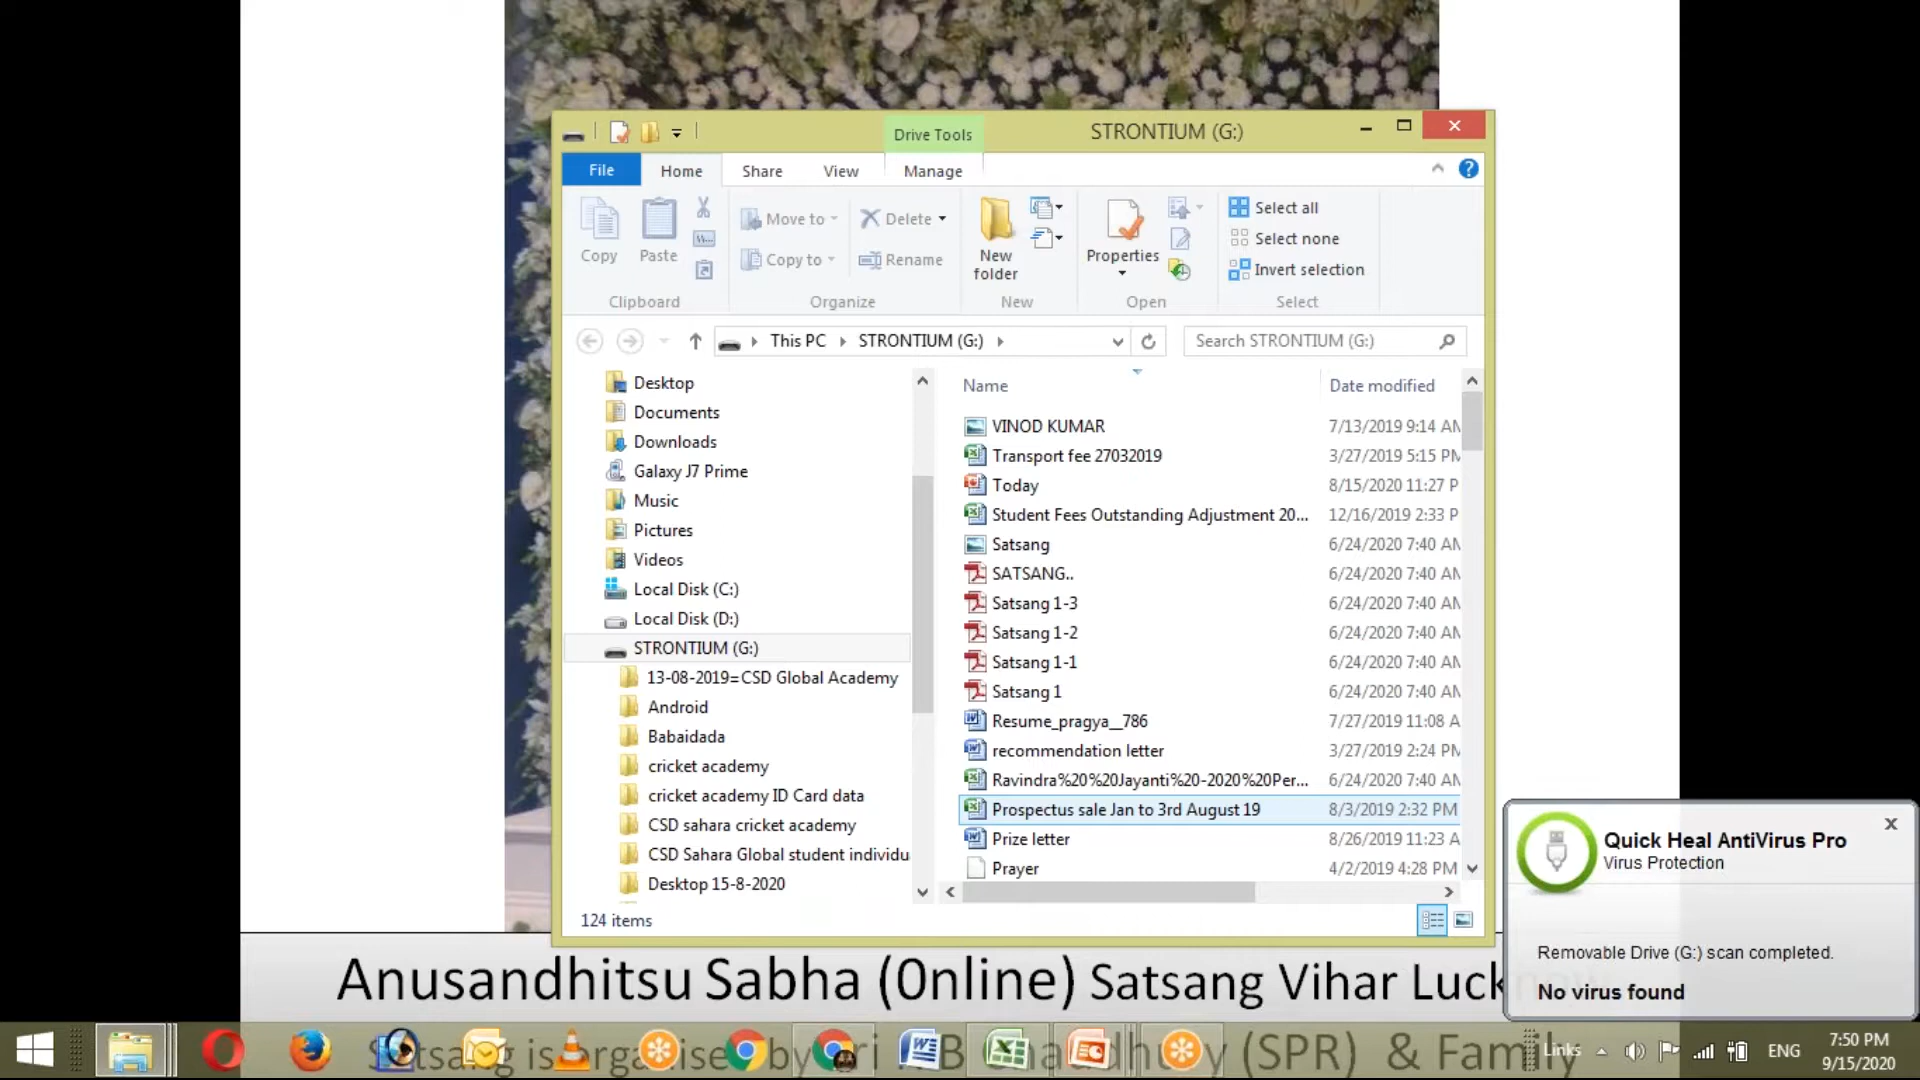 Drive Tools
STRONTIUM (G:)
File
Home
Share
View
Manage
Copy
Paste
Clipboard
Move to
Copy to
Delete
Rename
Organize
New folder
New
Properties
Open
Select all
Select none
Invert selection
Select
This PC
STRONTIUM (G:)
Search STRONTIUM (G:)
Desktop
Documents
Downloads
Galaxy J7 Prime
Music
Pictures
Videos
Local Disk (C:)
Local Disk (D:)
STRONTIUM (G:)
13-08-2019=CSD Global Academy
Android
Babaidada
cricket academy
cricket academy ID Card data
CSD sahara cricket academy
CSD Sahara Global student individu
Desktop 15-8-2020
Name Date modified
VINOD KUMAR 7/13/2019 9:14 AM
Transport fee 27032019 3/27/2019 5:15 PM
Today 8/15/2020 11:27 P
Student Fees Outstanding Adjustment 20... 12/16/2019 2:33 P
Satsang 6/24/2020 7:40 AM
SATSANG.. 6/24/2020 7:40 AM
Satsang 1-3 6/24/2020 7:40 AM
Satsang 1-2 6/24/2020 7:40 AM
Satsang 1-1 6/24/2020 7:40 AM
Satsang 1 6/24/2020 7:40 AM
Resume_pragya__786 7/27/2019 11:08 A
recommendation letter 3/27/2019 2:24 PM
Ravindra%20%20Jayanti%20-2020%20Per... 6/24/2020 7:40 AM
Prospectus sale Jan to 3rd August 19 8/3/2019 2:32 PM
Prize letter 8/26/2019 11:23 A
Prayer 4/2/2019 4:28 PM
124 items
Quick Heal AntiVirus Pro
Virus Protection
Removable Drive (G:) scan completed.
No virus found
Anusandhitsu Sabha (Online) Satsang Vihar Lucknow
Satsang is organised by (SPR) & Family
Links
ENG
7:50 PM
9/15/2020